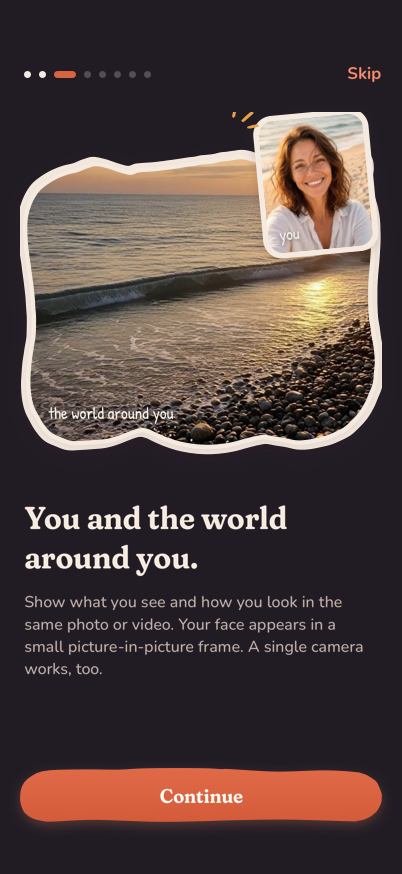 Skip
you
the world around you
You and the world
around you.
Show what you see and how you look in the
same photo or video. Your face appears in a
small picture-in-picture frame. A single camera
works, too.
Continue